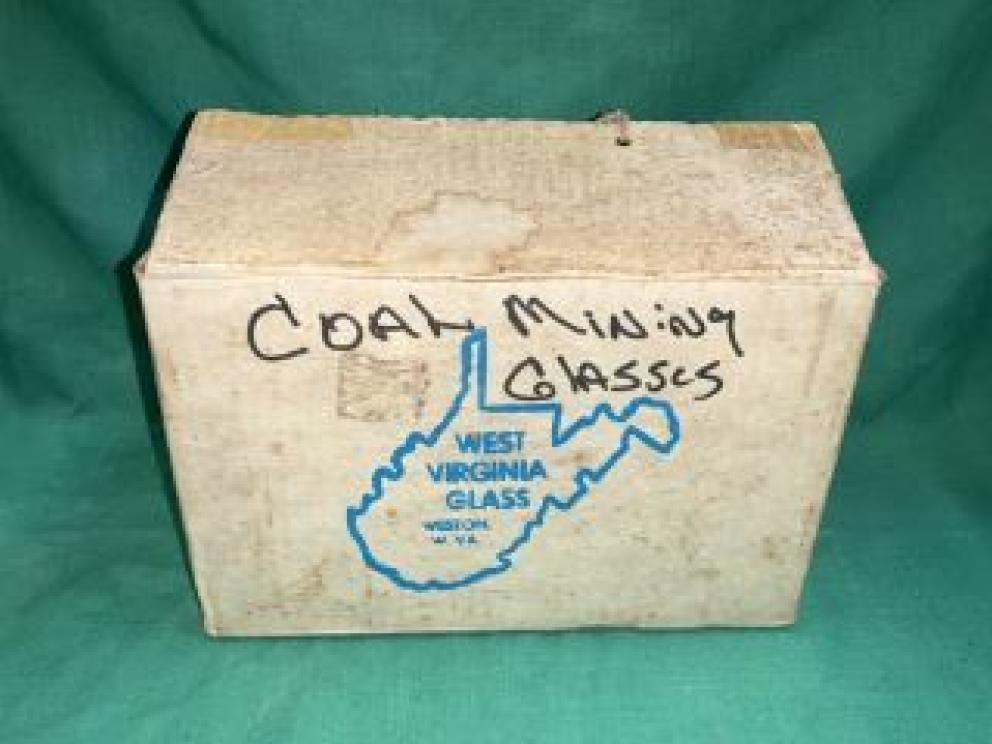 COAL MiNiNg
GlASSes
WEST
VIRGINIA
GLASS
WESTON,
W. VA.